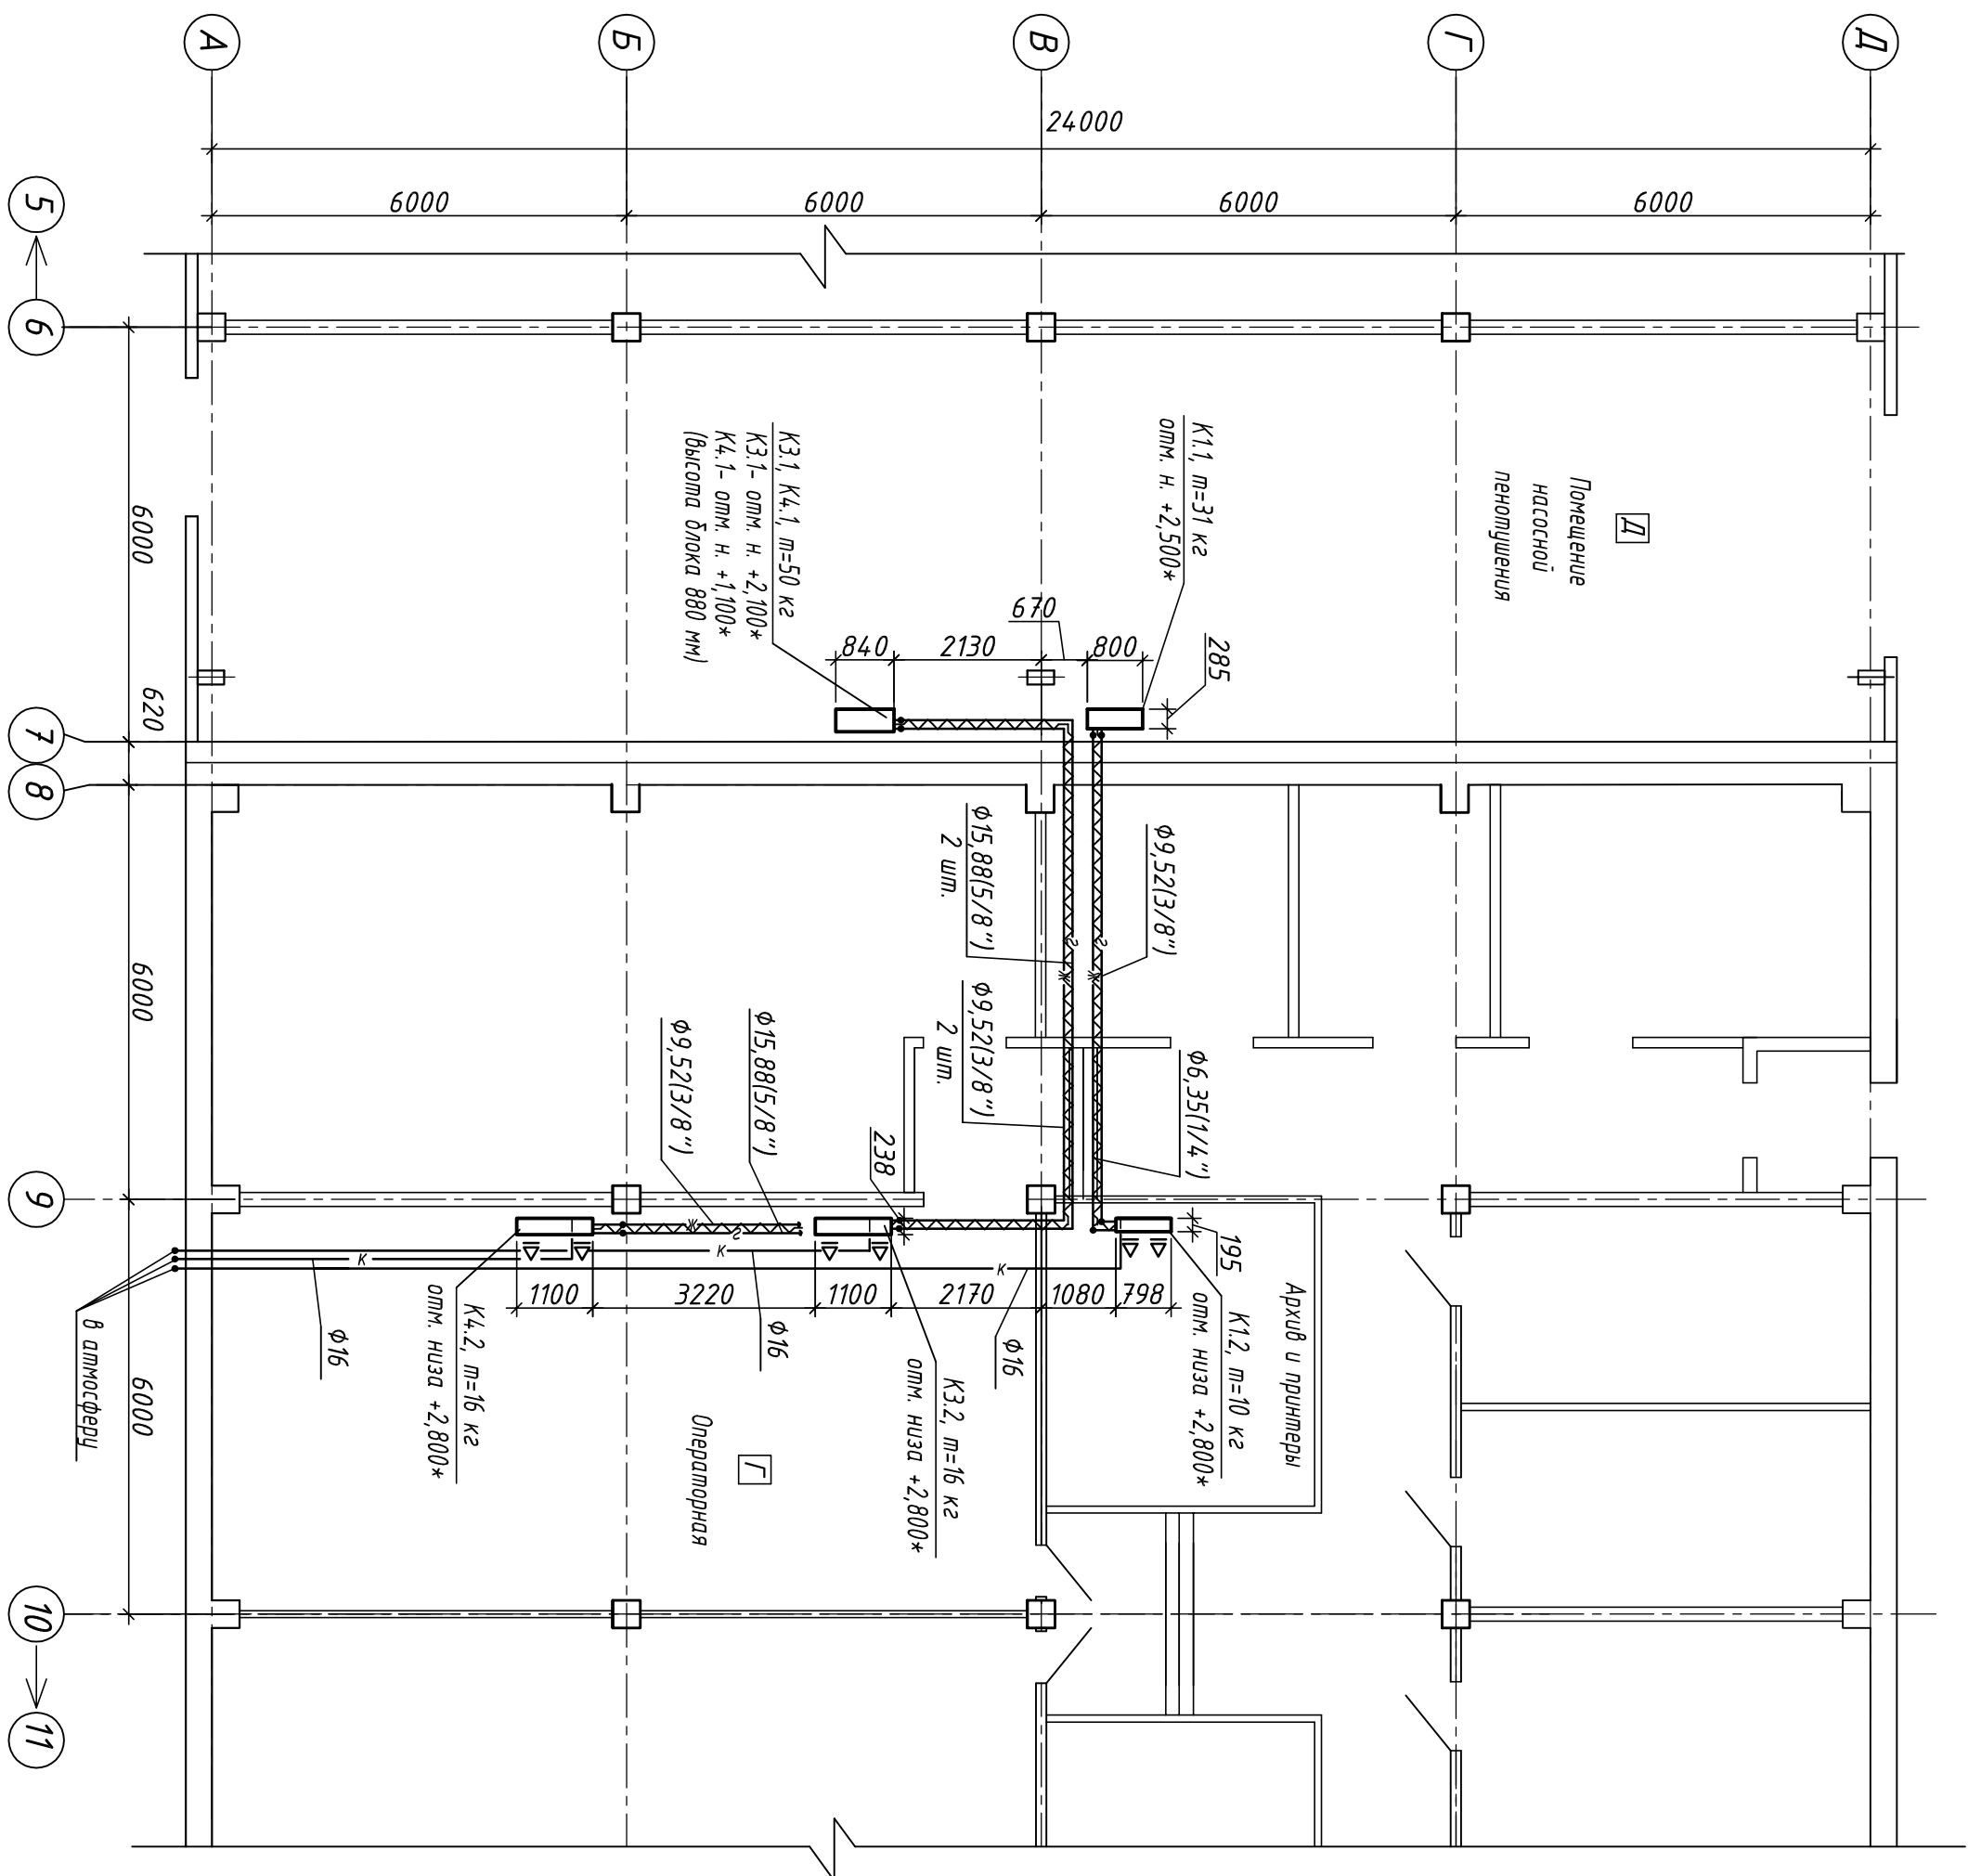 А
Б
В
Г
Д
24000
6000
6000
6000
6000
5
6
7
8
9
10
11
6000
620
6000
6000
Д
Помещение
насосной
пенотушения
К1.1, m=31 кг
отм. н. +2,500*
К3.1, К4.1, m=50 кг
К3.1- отм. н. +2,100*
К4.1- отм. н. +1,100*
(высота блока 880 мм)
840
2130
670
800
285
ф15,88(5/8")
2 шт.
ф9,52(3/8")
ф9,52(3/8")
2 шт.
ф6,35(1/4")
ф15,88(5/8")
ф9,52(3/8")
238
195
г
г
ж
ж
ж
г
к
к
к
1100
3220
1100
2170
1080
798
Архив и принтеры
К1.2, m=10 кг
отм. низа +2,800*
ф16
К3.2, m=16 кг
отм. низа +2,800*
ф16
Г
Операторная
К4.2, m=16 кг
отм. низа +2,800*
ф16
В атмосферу